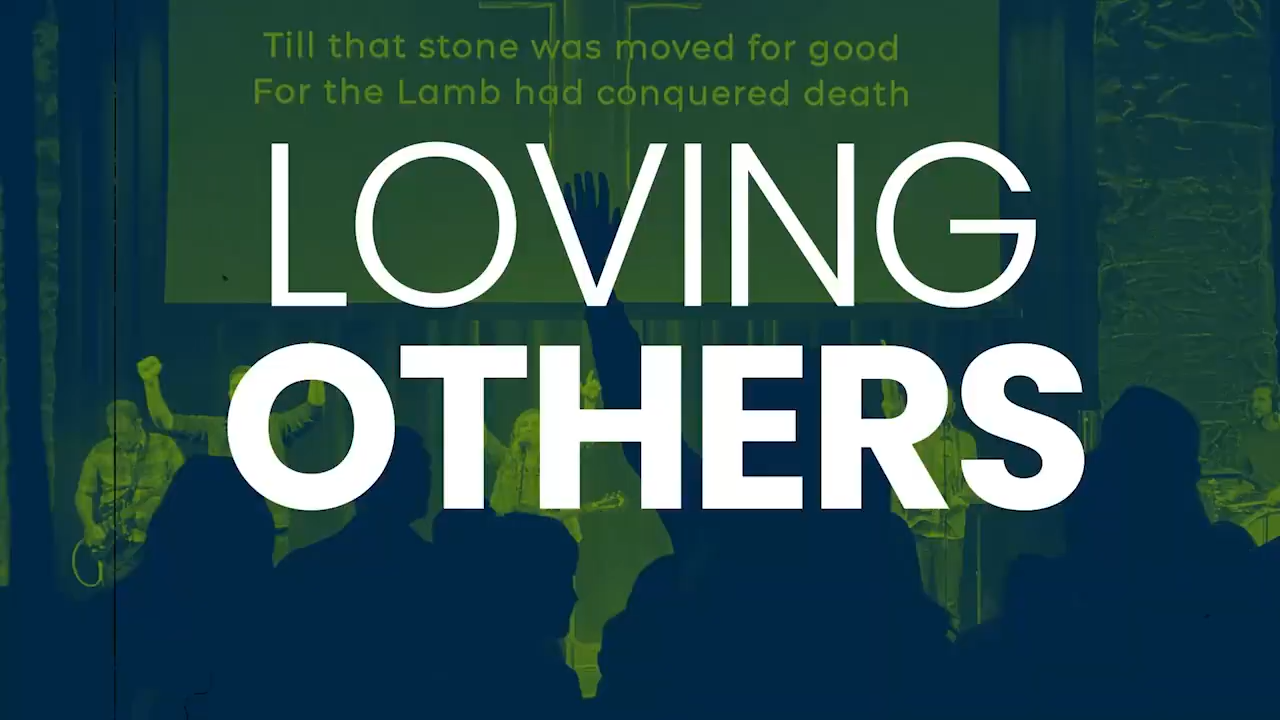 Till that stone was moved for good
For the Lamb had conquered death
LOVING
OTHERS